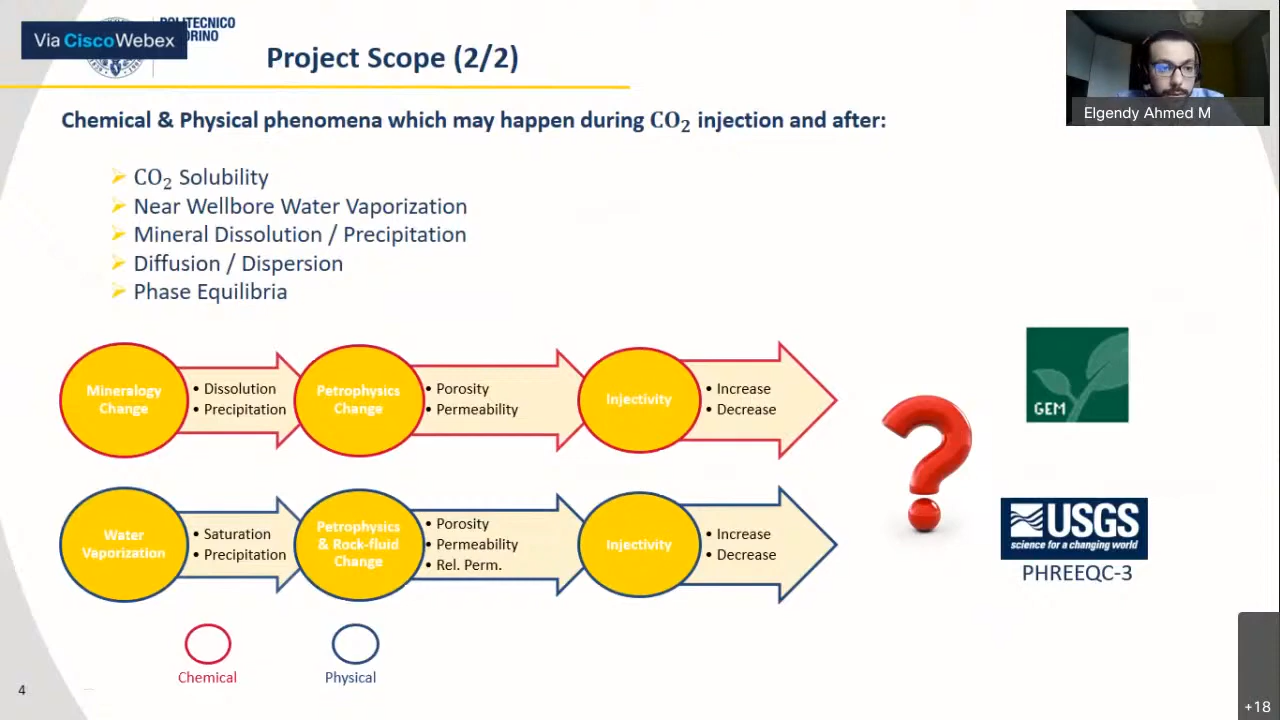 POLITECNICO
ORINO
Via CiscoWebex
Project Scope (2/2)
Elgendy Ahmed M
Chemical & Physical phenomena which may happen during CO₂ injection and after:
CO₂ Solubility
Near Wellbore Water Vaporization
Mineral Dissolution / Precipitation
Diffusion / Dispersion
Phase Equilibria
Mineralogy
Change
• Dissolution
• Precipitation
Petrophysics
Change
• Porosity
• Permeability
Injectivity
• Increase
• Decrease
GEM
Water
Vaporization
• Saturation
• Precipitation
Petrophysics
& Rock-fluid
Change
• Porosity
• Permeability
• Rel. Perm.
Injectivity
• Increase
• Decrease
?
USGS
science for a changing world
PHREEQC-3
Chemical
Physical
4
+18